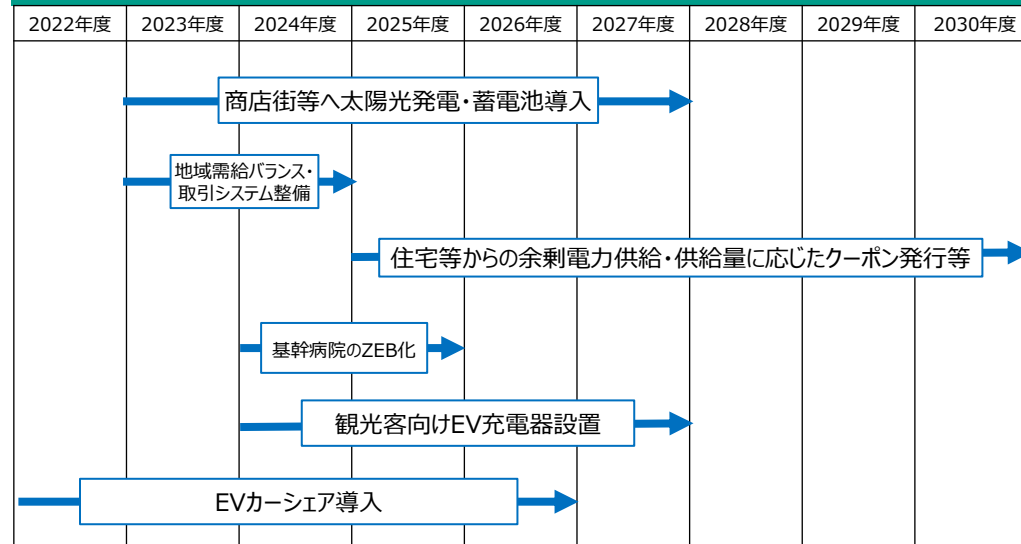 2022年度 2023年度 2024年度 2025年度 2026年度 2027年度 2028年度 2029年度 2030年度
商店街等へ太陽光発電・蓄電池導入
地域需給バランス・
取引システム整備
住宅等からの余剰電力供給・供給量に応じたクーポン発行等
基幹病院のZEB化
観光客向けEV充電器設置
EVカーシェア導入